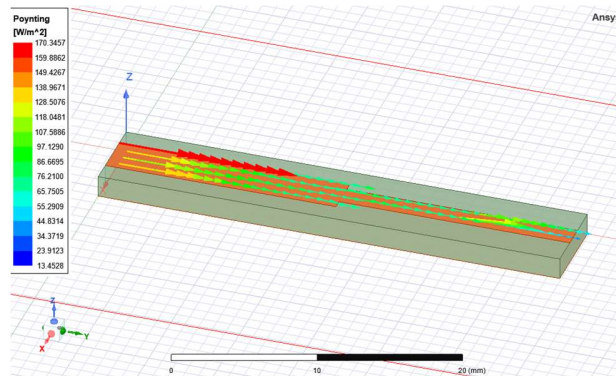 Poynting
[W/m^2]
170.3457
159.8862
149.4267
138.9671
128.5076
118.0481
107.5886
97.1290
86.6695
76.2100
65.7505
55.2909
44.8314
34.3719
23.9123
13.4528
Ansy
Z
Z
Y
X
0
10
20 (mm)